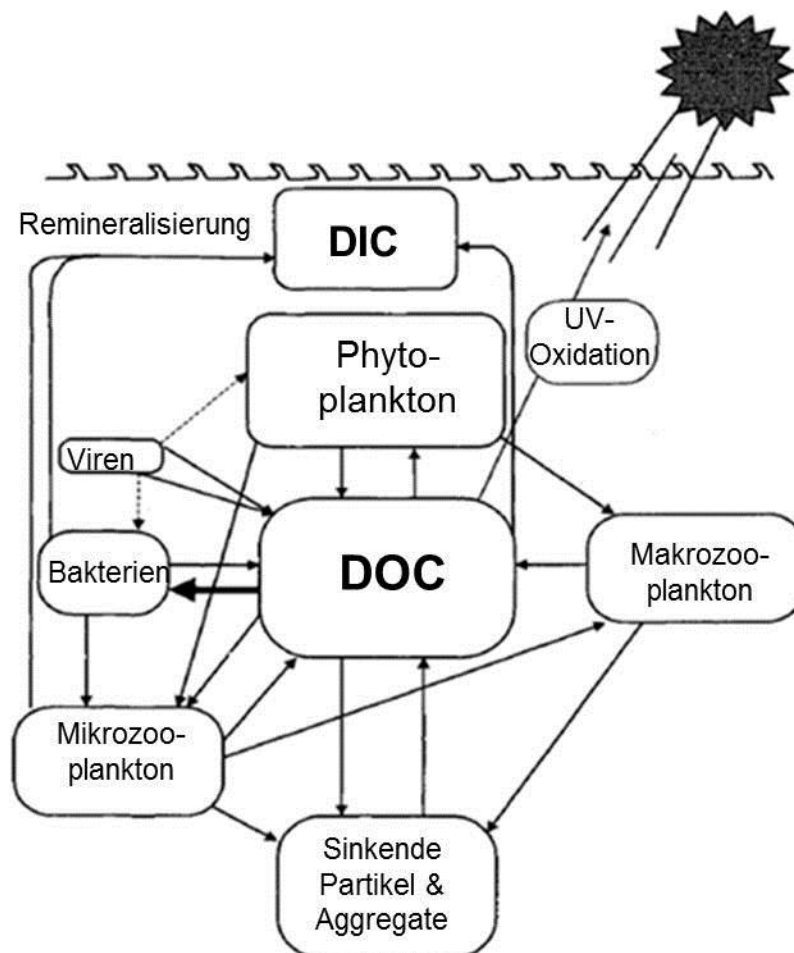 Remineralisierung
DIC
UV-
Oxidation
Phyto-
plankton
Viren
Bakterien
DOC
Makrozoo-
plankton
Mikrozoo-
plankton
Sinkende
Partikel &
Aggregate